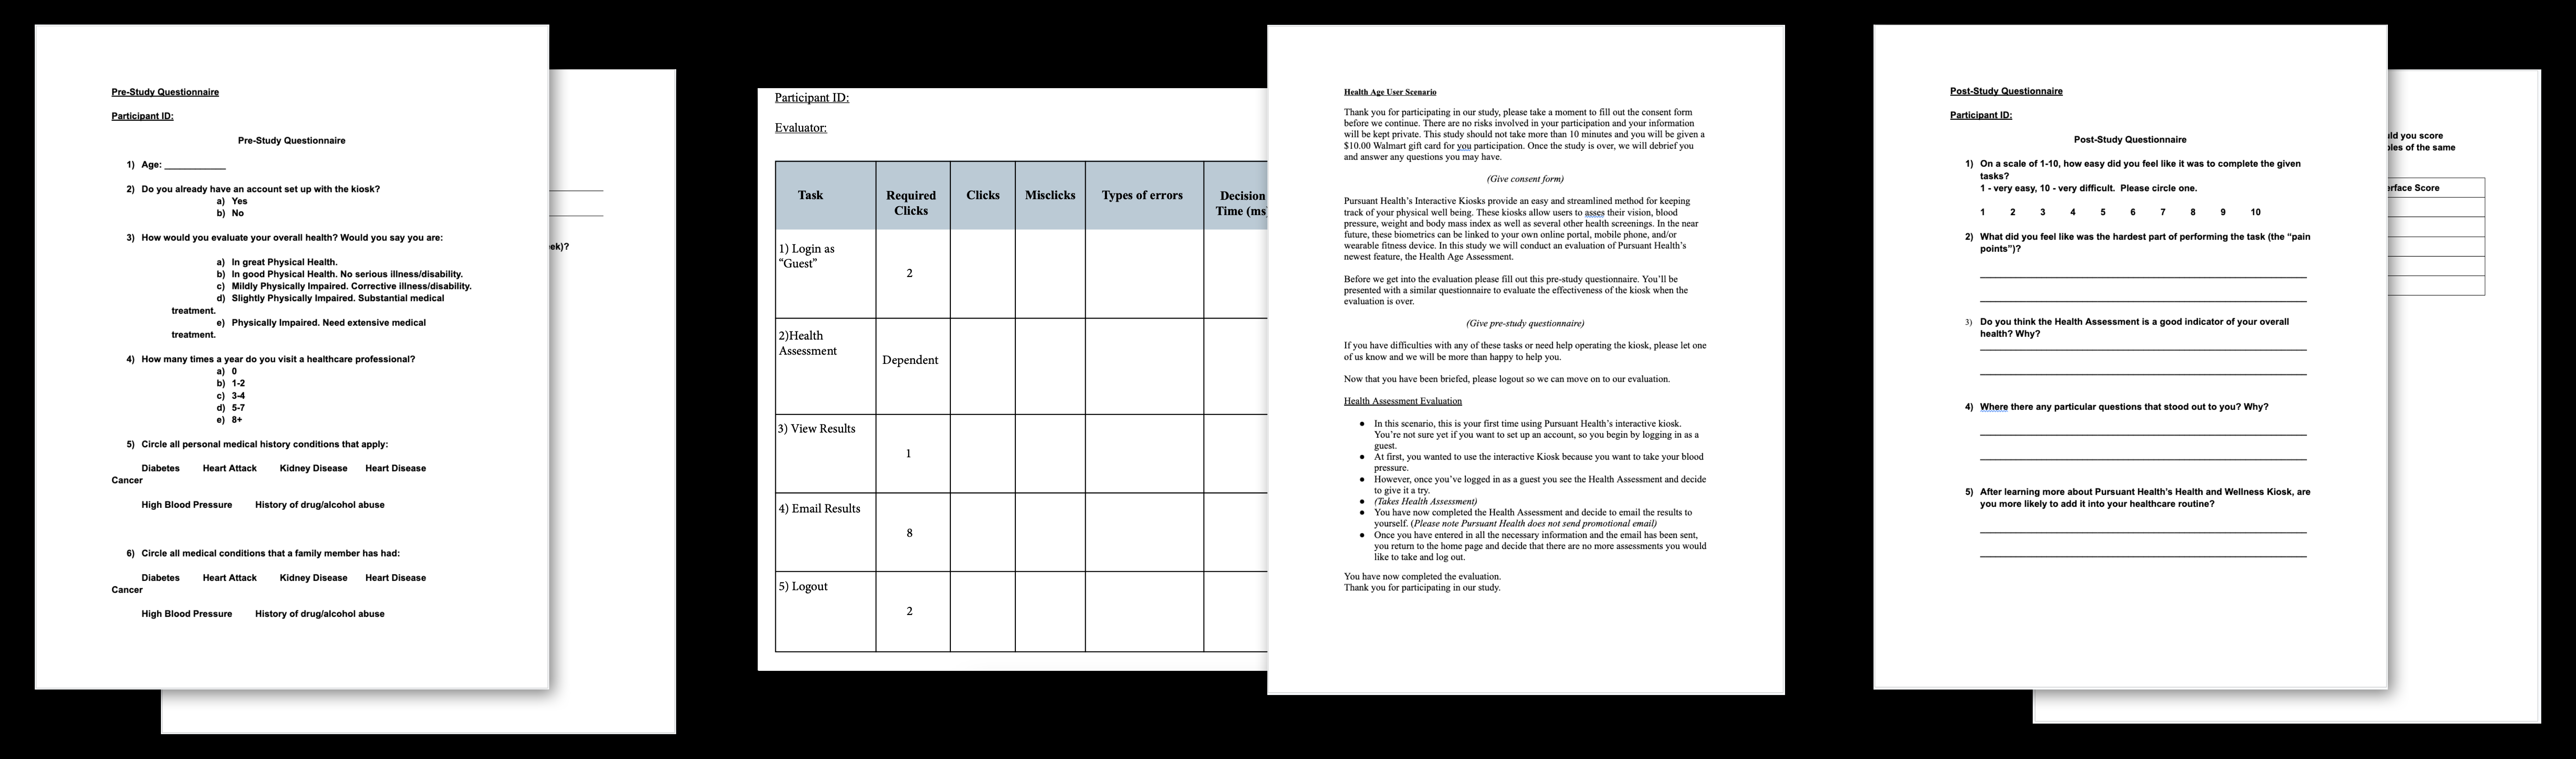 Pre-Study Questionnaire
Participant ID:
Pre-Study Questionnaire
1) Age: ____________
2) Do you already have an account set up with the kiosk?
a) Yes
b) No
3) How would you evaluate your overall health? Would you say you are:
a) In great Physical Health.
b) In good Physical Health. No serious illness/disability.
c) Mildly Physically Impaired. Corrective illness/disability.
d) Slightly Physically Impaired. Substantial medical
treatment.
e) Physically Impaired. Need extensive medical
treatment.
4) How many times a year do you visit a healthcare professional?
a) 0
b) 1-2
c) 3-4
d) 5-7
e) 8+
5) Circle all personal medical history conditions that apply:
Diabetes Heart Attack Kidney Disease Heart Disease
Cancer
High Blood Pressure History of drug/alcohol abuse
6) Circle all medical conditions that a family member has had:
Diabetes Heart Attack Kidney Disease Heart Disease
Cancer
High Blood Pressure History of drug/alcohol abuse
ek)?
Participant ID:
Evaluator:
Task Required Clicks Clicks Misclicks Types of errors Decision Time (ms
1) Login as
“Guest”
2
2)Health
Assessment
Dependent
3) View Results
1
4) Email Results
8
5) Logout
2
Health Age User Scenario
Thank you for participating in our study, please take a moment to fill out the consent form
before we continue. There are no risks involved in your participation and your information
will be kept private. This study should not take more than 10 minutes and you will be given a
$10.00 Walmart gift card for you participation. Once the study is over, we will debrief you
and answer any questions you may have.
(Give consent form)
Pursuant Health’s Interactive Kiosks provide an easy and streamlined method for keeping
track of your physical well being. These kiosks allow users to asses their vision, blood
pressure, weight and body mass index as well as several other health screenings. In the near
future, these biometrics can be linked to your own online portal, mobile phone, and/or
wearable fitness device. In this study we will conduct an evaluation of Pursuant Health’s
newest feature, the Health Age Assessment.
Before we get into the evaluation please fill out this pre-study questionnaire. You’ll be
presented with a similar questionnaire to evaluate the effectiveness of the kiosk when the
evaluation is over.
(Give pre-study questionnaire)
If you have difficulties with any of these tasks or need help operating the kiosk, please let one
of us know and we will be more than happy to help you.
Now that you have been briefed, please logout so we can move on to our evaluation.
Health Assessment Evaluation
● In this scenario, this is your first time using Pursuant Health’s interactive kiosk.
You’re not sure yet if you want to set up an account, so you begin by logging in as a
guest.
● At first, you wanted to use the interactive Kiosk because you want to take your blood
pressure.
● However, once you’ve logged in as a guest you see the Health Assessment and decide
to give it a try.
● (Takes Health Assessment)
● You have now completed the Health Assessment and decide to email the results to
yourself. (Please note Pursuant Health does not send promotional email)
● Once you have entered in all the necessary information and the email has been sent,
you return to the home page and decide that there are no more assessments you would
like to take and log out.
You have now completed the evaluation.
Thank you for participating in our study.
Post-Study Questionnaire
Participant ID:
Post-Study Questionnaire
1) On a scale of 1-10, how easy did you feel like it was to complete the given
tasks?
1 - very easy, 10 - very difficult. Please circle one.
1 2 3 4 5 6 7 8 9 10
2) What did you feel like was the hardest part of performing the task (the “pain
points”)?
3) Do you think the Health Assessment is a good indicator of your overall
health? Why?
4) Where there any particular questions that stood out to you? Why?
5) After learning more about Pursuant Health’s Health and Wellness Kiosk, are
you more likely to add it into your healthcare routine?
uld you score
bles of the same
erface Score